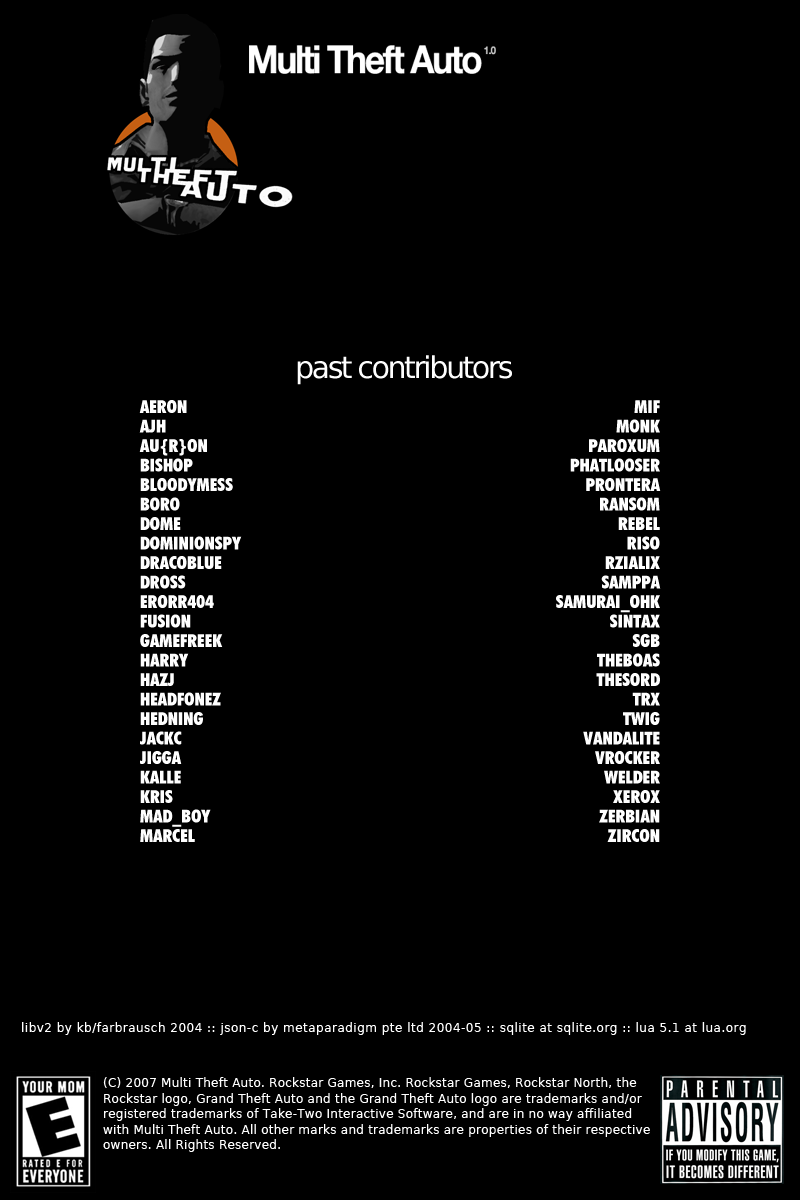 Multi Theft Auto 1.0
MULTI
THEFT
AUTO
past contributors
AERON
AJH
AU{R}ON
BISHOP
BLOODYMESS
BORO
DOME
DOMINIONSPY
DRACOBLUE
DROSS
ERORR404
FUSION
GAMEFREEK
HARRY
HAZJ
HEADFONEZ
HEDNING
JACKC
JIGGA
KALLE
KRIS
MAD_BOY
MARCEL
MIF
MONK
PAROXUM
PHATLOOSER
PRONTERA
RANSOM
REBEL
RISO
RZIALIX
SAMPPA
SAMURAI_OHK
SINTAX
SGB
THEBOAS
THESORD
TRX
TWIG
VANDALITE
VROCKER
WELDER
XEROX
ZERBIAN
ZIRCON
libv2 by kb/farbrausch 2004 :: json-c by metaparadigm pte ltd 2004-05 :: sqlite at sqlite.org :: lua 5.1 at lua.org
YOUR MOM
E
RATED E FOR
EVERYONE
(C) 2007 Multi Theft Auto. Rockstar Games, Inc. Rockstar Games, Rockstar North, the
Rockstar logo, Grand Theft Auto and the Grand Theft Auto logo are trademarks and/or
registered trademarks of Take-Two Interactive Software, and are in no way affiliated
with Multi Theft Auto. All other marks and trademarks are properties of their respective
owners. All Rights Reserved.
PARENTAL
ADVISORY
IF YOU MODIFY THIS GAME,
IT BECOMES DIFFERENT